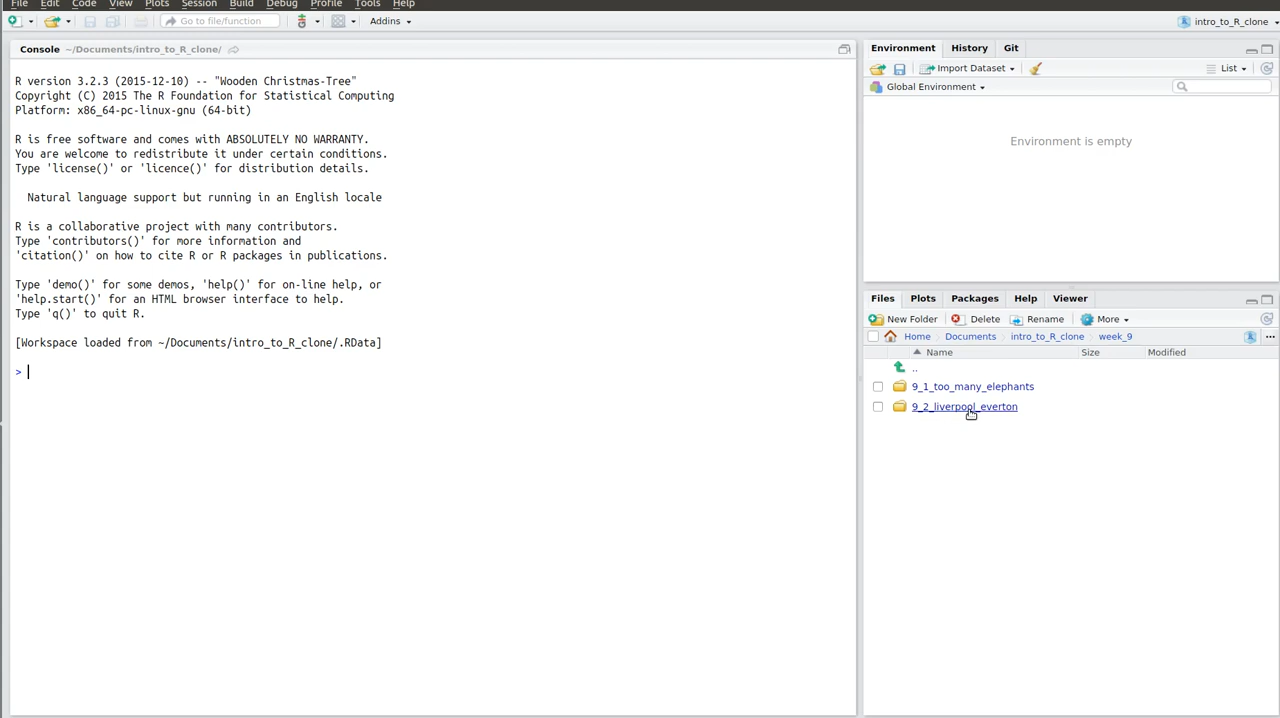 File Edit Code View Plots Session Build Debug Profile Tools Help
Go to file/function Addins intro_to_R_clone
Console ~/Documents/intro_to_R_clone/
R version 3.2.3 (2015-12-10) -- "Wooden Christmas-Tree"
Copyright (C) 2015 The R Foundation for Statistical Computing
Platform: x86_64-pc-linux-gnu (64-bit)
R is free software and comes with ABSOLUTELY NO WARRANTY.
You are welcome to redistribute it under certain conditions.
Type 'license()' or 'licence()' for distribution details.
Natural language support but running in an English locale
R is a collaborative project with many contributors.
Type 'contributors()' for more information and
'citation()' on how to cite R or R packages in publications.
Type 'demo()' for some demos, 'help()' for on-line help, or
'help.start()' for an HTML browser interface to help.
Type 'q()' to quit R.
[Workspace loaded from ~/Documents/intro_to_R_clone/.RData]
>
Environment History Git
Import Dataset List
Global Environment
Environment is empty
Files Plots Packages Help Viewer
New Folder Delete Rename More
Home Documents intro_to_R_clone week_9 ...
Name Size Modified
..
9_1_too_many_elephants
9_2_liverpool_everton